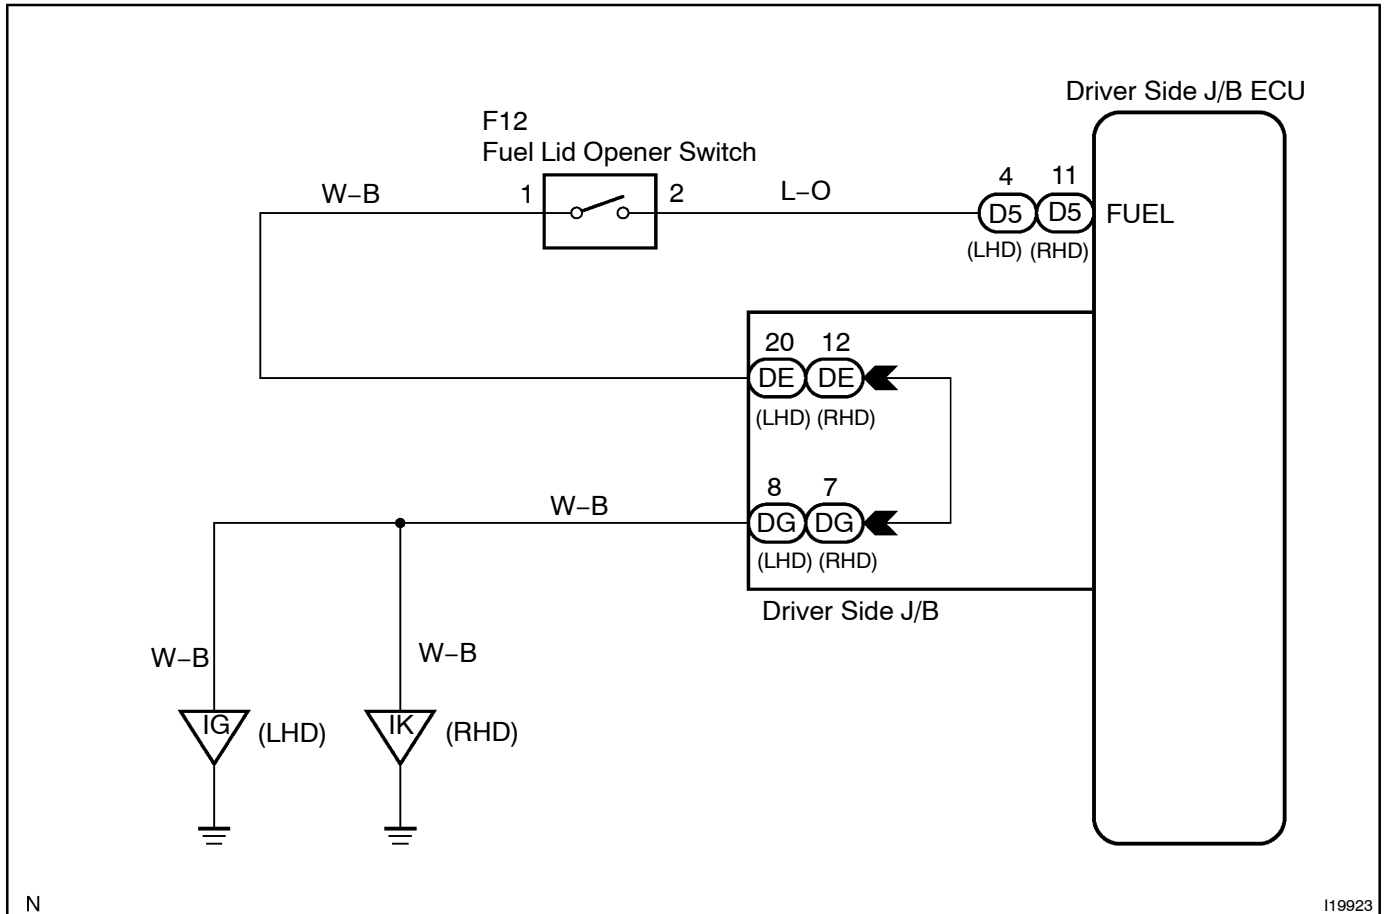 Driver Side J/B ECU
F12
Fuel Lid Opener Switch
W–B
1
2
L–O
4
11
D5
D5
FUEL
(LHD)
(RHD)
20
12
DE
DE
(LHD)
(RHD)
8
7
W–B
DG
DG
(LHD)
(RHD)
Driver Side J/B
W–B
W–B
IG
(LHD)
IK
(RHD)
N
I19923